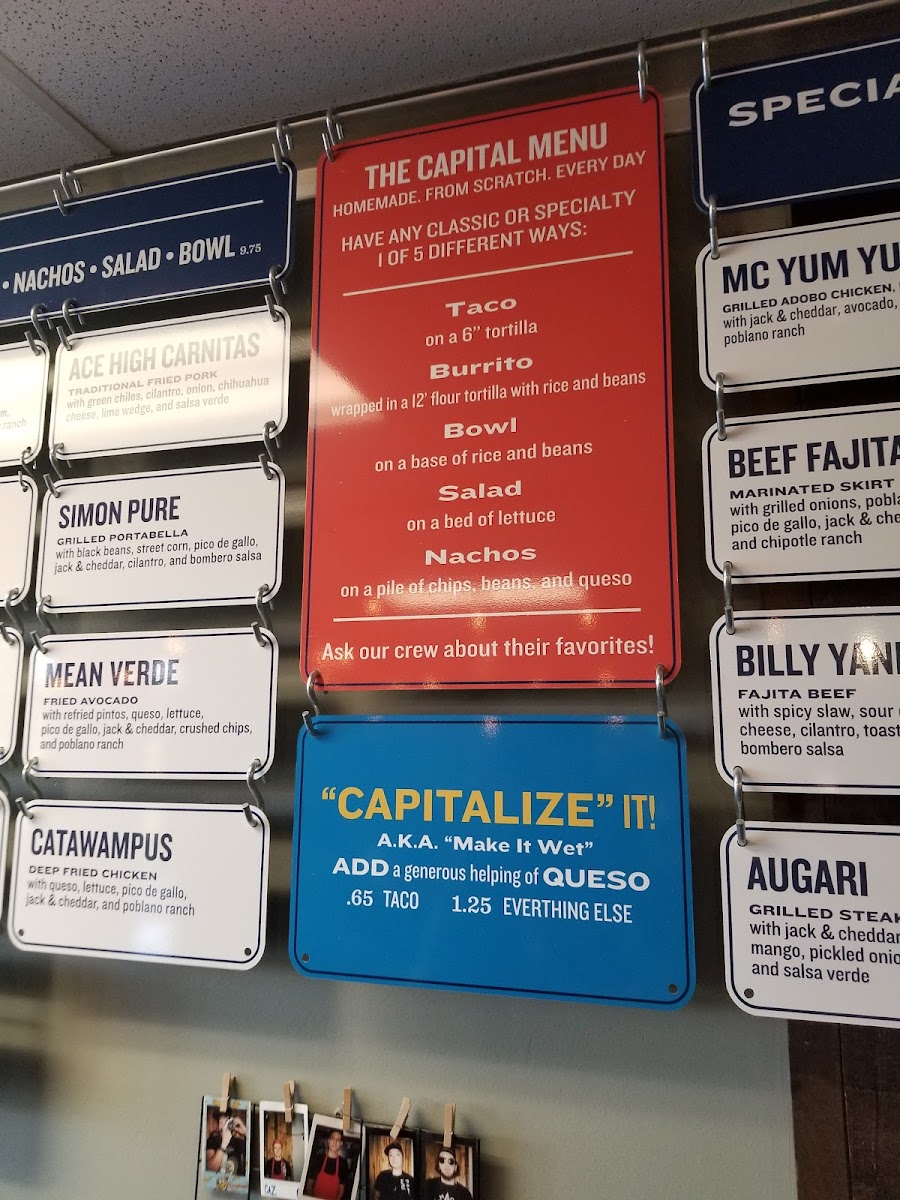 • NACHOS • SALAD • BOWL 9.75
ranch
ACE HIGH CARNITAS
TRADITIONAL FRIED PORK
with green chiles, cilantro, onion, chihuahua
cheese, lime wedge, and salsa verde
SIMON PURE
GRILLED PORTABELLA
with black beans, street corn, pico de gallo,
jack & cheddar, cilantro, and bombero salsa
MEAN VERDE
FRIED AVOCADO
with refried pintos, queso, lettuce,
pico de gallo, jack & cheddar, crushed chips,
and poblano ranch
CATAWAMPUS
DEEP FRIED CHICKEN
with queso, lettuce, pico de gallo,
jack & cheddar, and poblano ranch
THE CAPITAL MENU
HOMEMADE. FROM SCRATCH. EVERY DAY
HAVE ANY CLASSIC OR SPECIALTY
1 OF 5 DIFFERENT WAYS:
Taco
on a 6” tortilla
Burrito
wrapped in a 12' flour tortilla with rice and beans
Bowl
on a base of rice and beans
Salad
on a bed of lettuce
Nachos
on a pile of chips, beans, and queso
Ask our crew about their favorites!
“CAPITALIZE” IT!
A.K.A. “Make It Wet”
ADD a generous helping of QUESO
.65 TACO 1.25 EVERTHING ELSE
SPECIA
MC YUM YU
GRILLED ADOBO CHICKEN,
with jack & cheddar, avocado,
poblano ranch
BEEF FAJITA
MARINATED SKIRT
with grilled onions, pobla
pico de gallo, jack & che
and chipotle ranch
BILLY YAN
FAJITA BEEF
with spicy slaw, sour
cheese, cilantro, toast
bombero salsa
AUGARI
GRILLED STEAK
with jack & cheddar
mango, pickled onio
and salsa verde
CAZ